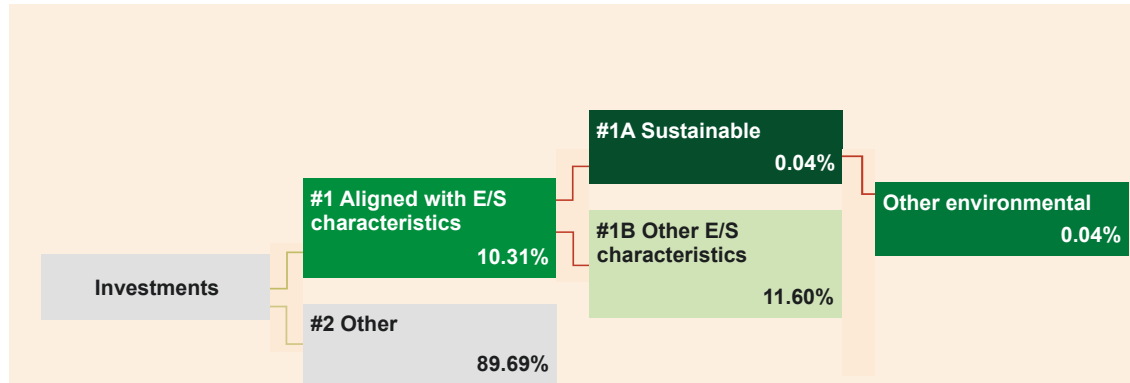 Investments
#1 Aligned with E/S
characteristics
10.31%
#2 Other
89.69%
#1A Sustainable
0.04%
#1B Other E/S
characteristics
11.60%
Other environmental
0.04%